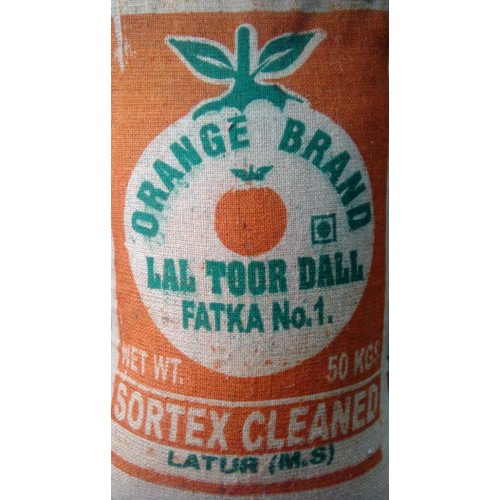 ORANGE BRAND
LAL TOOR DALL
FATKA No.1.
NET WT. 50 KGS
SORTEX CLEANED
LATUR (M.S)